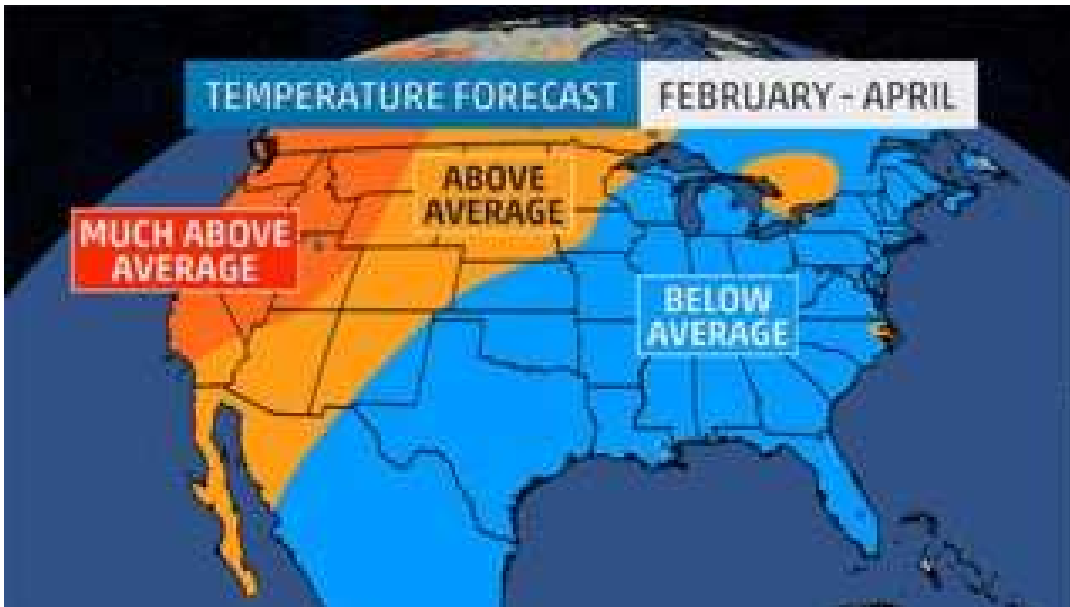 TEMPERATURE FORECAST FEBRUARY - APRIL
ABOVE
AVERAGE
MUCH ABOVE
AVERAGE
BELOW
AVERAGE